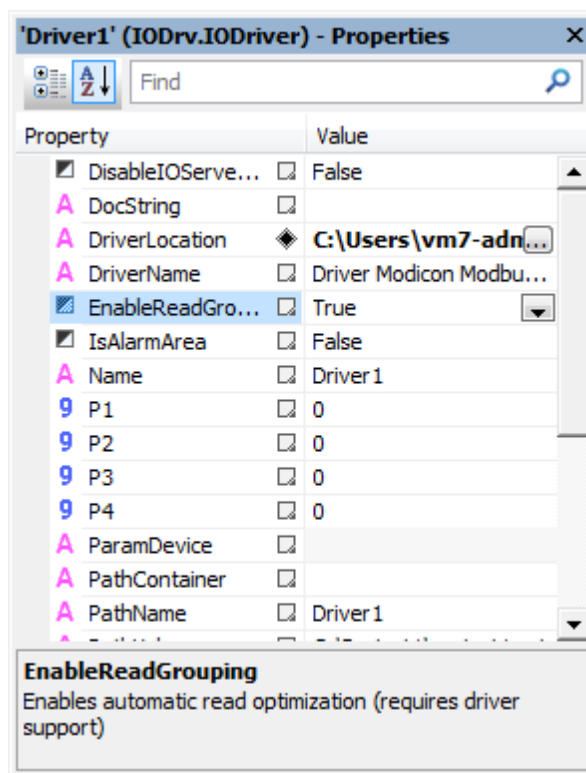 'Driver1' (IODrv.IODriver) - Properties
Find
Property Value
DisableIOServe... False
DocString
DriverLocation C:\Users\vm7-adn...
DriverName Driver Modicon Modbu...
EnableReadGro... True
IsAlarmArea False
Name Driver1
P1 0
P2 0
P3 0
P4 0
ParamDevice
PathContainer
PathName Driver1
EnableReadGrouping
Enables automatic read optimization (requires driver
support)